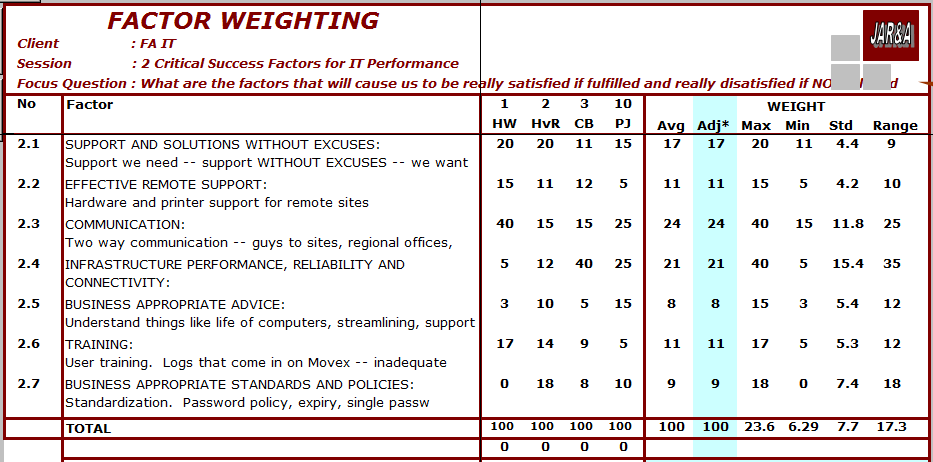 FACTOR WEIGHTING
JAR&A
Client : FA IT
Session : 2 Critical Success Factors for IT Performance
Focus Question : What are the factors that will cause us to be really satisfied if fulfilled and really disatisfied if NO d
No Factor 1 2 3 10 WEIGHT
HW HvR CB PJ Avg Adj* Max Min Std Range
2.1 SUPPORT AND SOLUTIONS WITHOUT EXCUSES: 20 20 11 15 17 17 20 11 4.4 9
Support we need -- support WITHOUT EXCUSES -- we want
2.2 EFFECTIVE REMOTE SUPPORT: 15 11 12 5 11 11 15 5 4.2 10
Hardware and printer support for remote sites
2.3 COMMUNICATION: 40 15 15 25 24 24 40 15 11.8 25
Two way communication -- guys to sites, regional offices,
2.4 INFRASTRUCTURE PERFORMANCE, RELIABILITY AND 5 12 40 25 21 21 40 5 15.4 35
CONNECTIVITY:
2.5 BUSINESS APPROPRIATE ADVICE: 3 10 5 15 8 8 15 3 5.4 12
Understand things like life of computers, streamlining, support
2.6 TRAINING: 17 14 9 5 11 11 17 5 5.3 12
User training. Logs that come in on Movex -- inadequate
2.7 BUSINESS APPROPRIATE STANDARDS AND POLICIES: 0 18 8 10 9 9 18 0 7.4 18
Standardization. Password policy, expiry, single passw
TOTAL 100 100 100 100 100 100 23.6 6.29 7.7 17.3
0 0 0 0